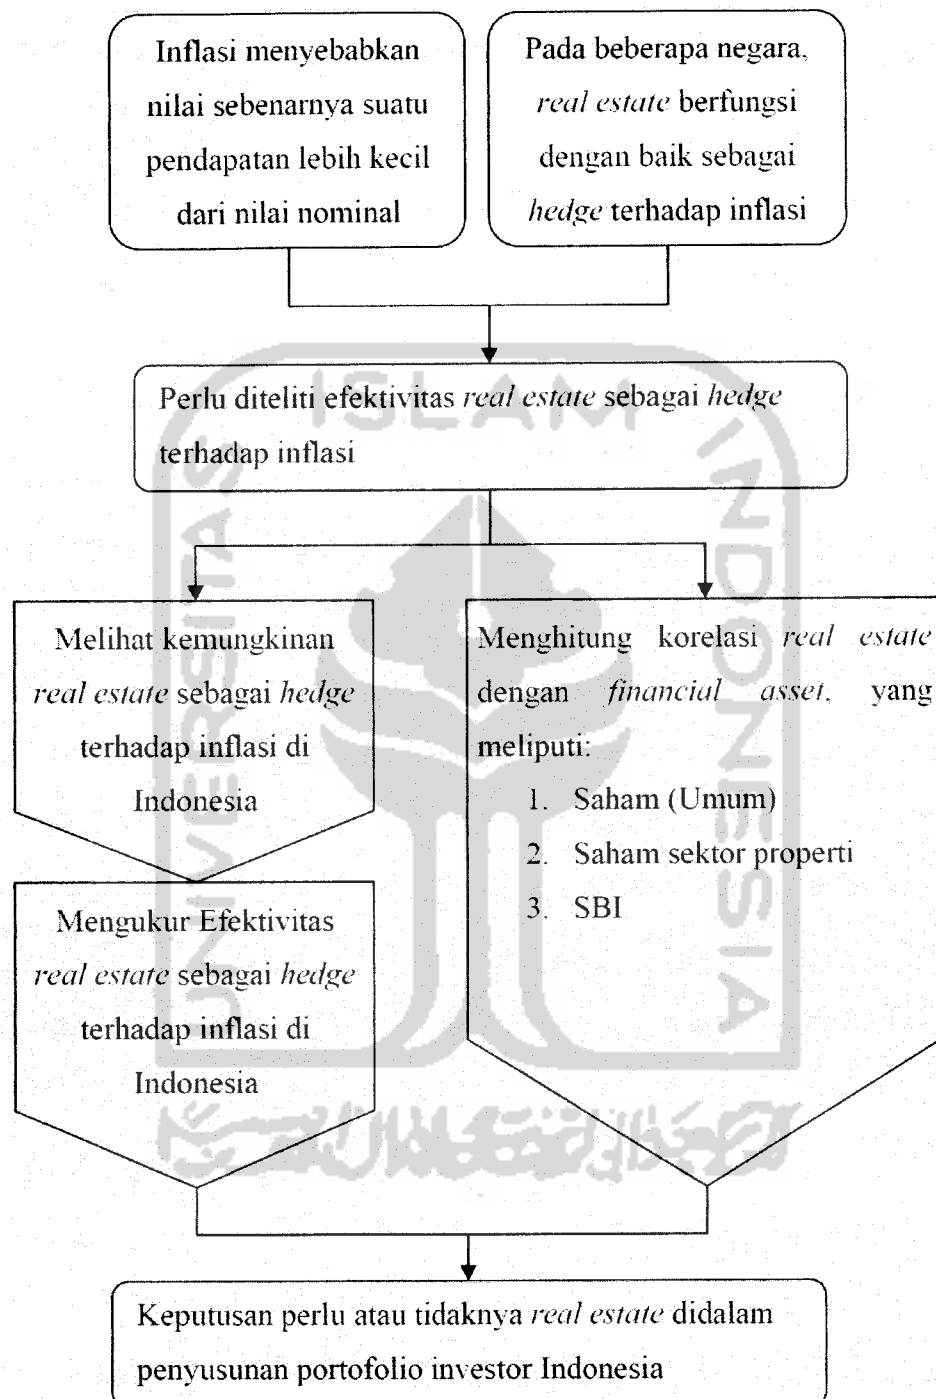 Inflasi menyebabkan
nilai sebenarnya suatu
pendapatan lebih kecil
dari nilai nominal
Pada beberapa negara,
real estate berfungsi
dengan baik sebagai
hedge terhadap inflasi
Perlu diteliti efektivitas real estate sebagai hedge
terhadap inflasi
Melihat kemungkinan
real estate sebagai hedge
terhadap inflasi di
Indonesia
Mengukur Efektivitas
real estate sebagai hedge
terhadap inflasi di
Indonesia
Menghitung korelasi real estate
dengan financial asset, yang
meliputi:
1. Saham (Umum)
2. Saham sektor properti
3. SBI
Keputusan perlu atau tidaknya real estate didalam
penyusunan portofolio investor Indonesia
UNIVERSITAS
ISLAM
INDONESIA